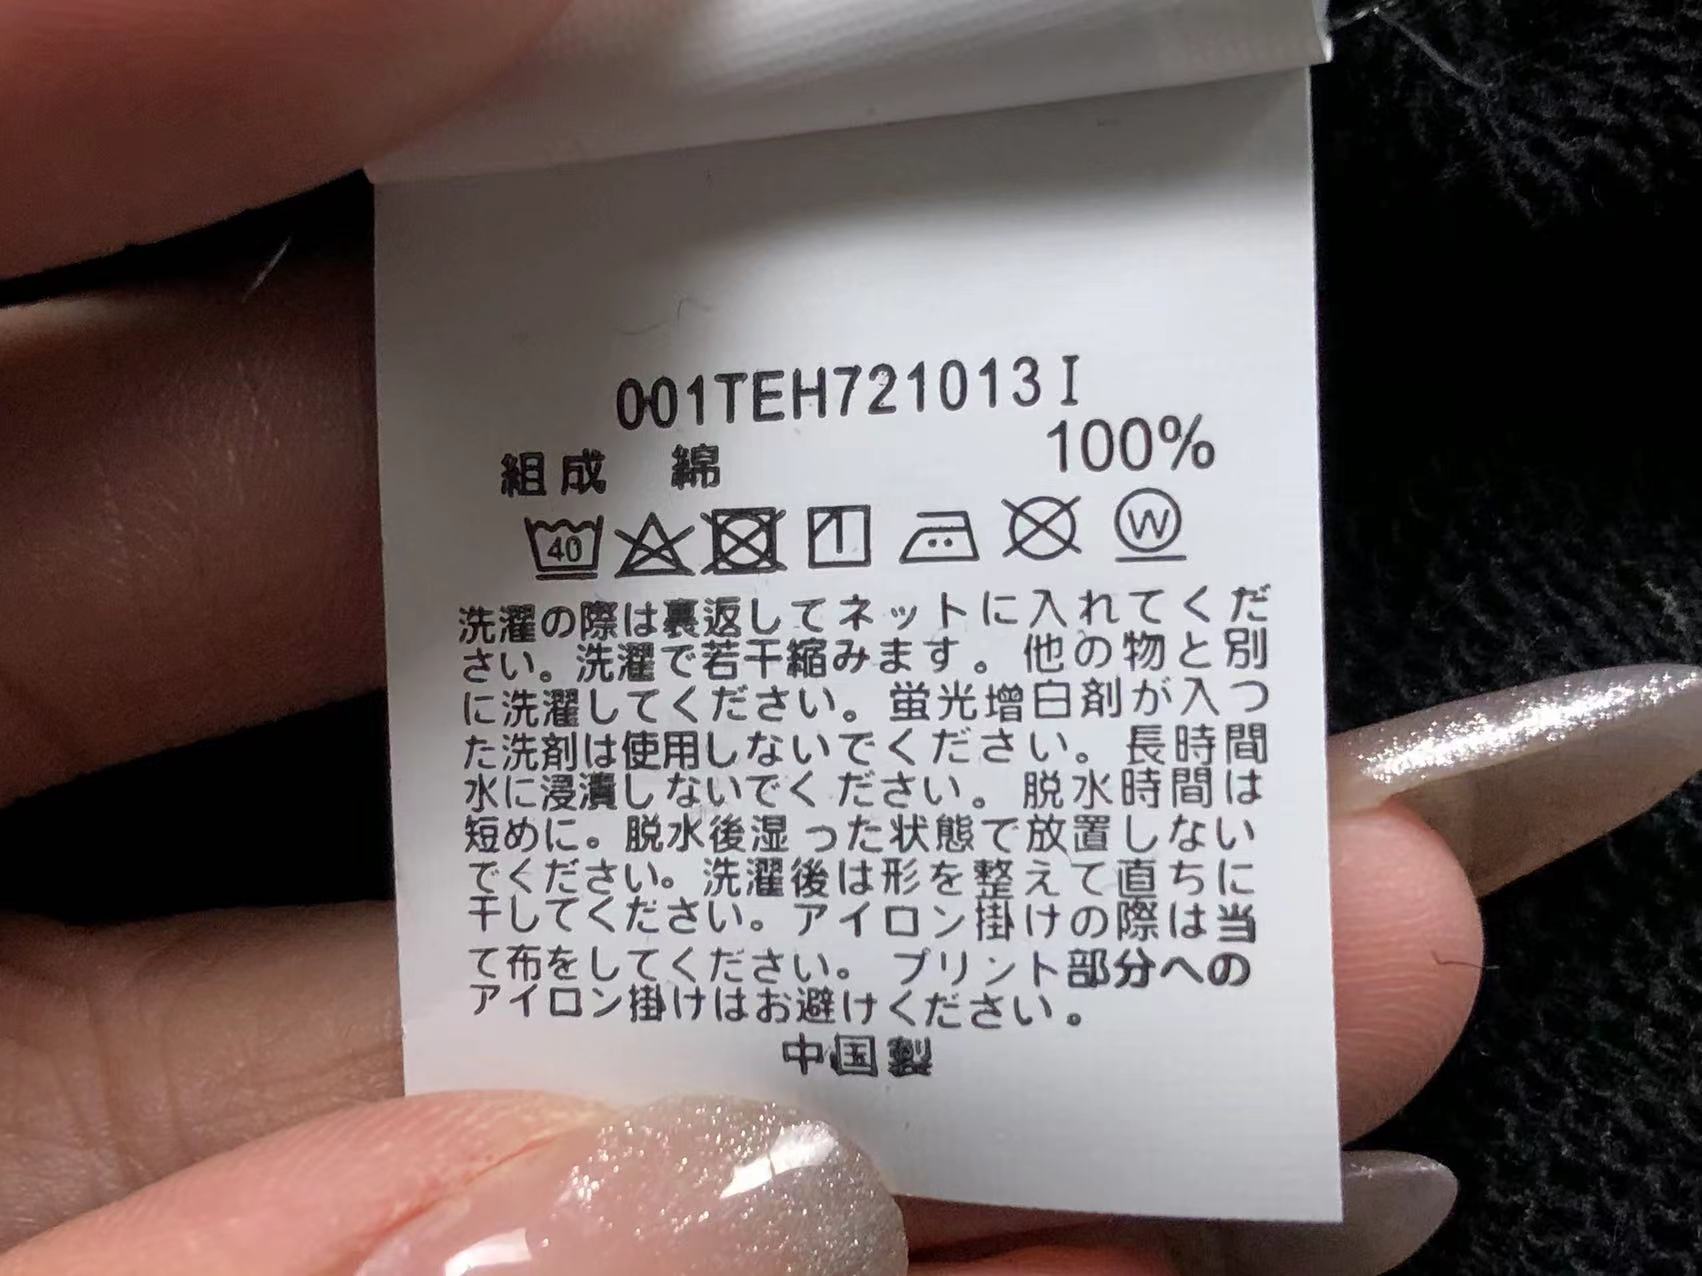 001TEH721013I
組成 綿 100%
40 W
洗濯の際は裏返してネットに入れてくだ
さい。洗濯で若干縮みます。他の物と別
に洗濯してください。蛍光増白剤が入つ
た洗剤は使用しないでください。長時間
水に浸漬しないでください。脱水時間は
短めに。脱水後湿った状態で放置しない
でください。洗濯後は形を整えて直ちに
干してください。アイロン掛けの際は当
て布をしてください。プリント部分への
アイロン掛けはお避けください。
中国製